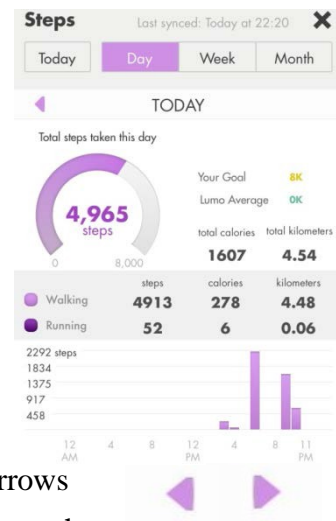 Steps
Last synced: Today at 22:20
Today Day Week Month
TODAY
Total steps taken this day
4,965
steps
0 8,000
Your Goal 8K
Lumo Average 0K
total calories total kilometers
1607 4.54
steps calories kilometers
Walking 4913 278 4.48
Running 52 6 0.06
2292 steps
1834
1375
917
458
12 AM 4 8 12 PM 4 8 11 PM
rrows